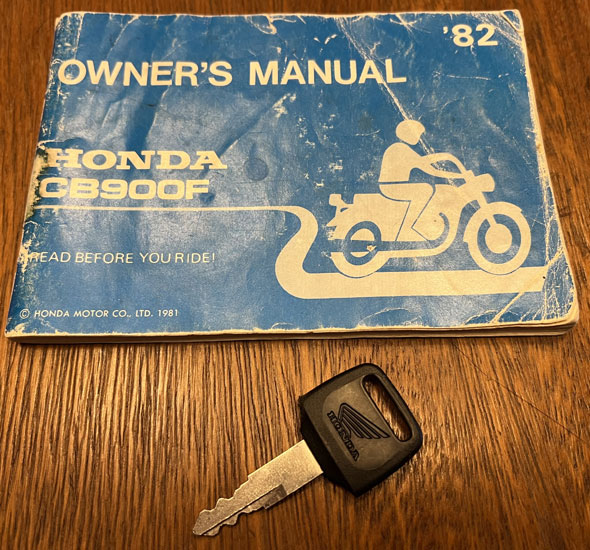 '82
OWNER'S MANUAL
HONDA
CB900F
READ BEFORE YOU RIDE!
© HONDA MOTOR CO., LTD. 1981
HONDA